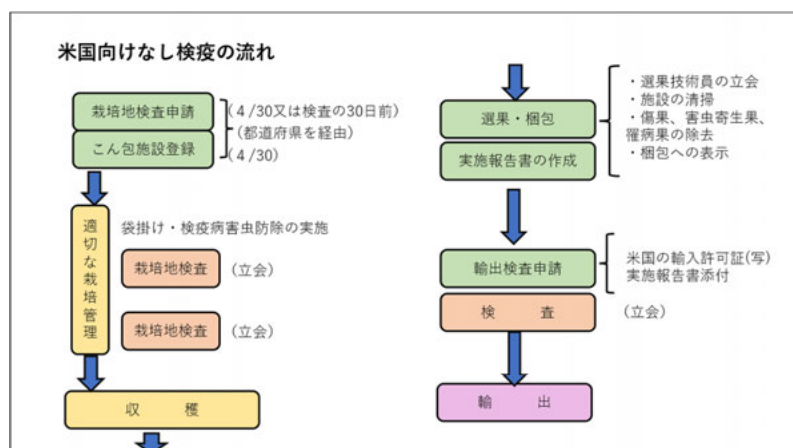 米国向けなし検疫の流れ
栽培地検査申請
(4/30又は検査の30日前)
(都道府県を経由)
こん包施設登録
(4/30)
適切な栽培管理
袋掛け・検疫病害虫防除の実施
栽培地検査
(立会)
栽培地検査
(立会)
収 穫
選果・梱包
・選果技術員の立会
・施設の清掃
・傷果、害虫寄生果、
罹病果の除去
・梱包への表示
実施報告書の作成
輸出検査申請
米国の輸入許可証(写)
実施報告書添付
検 査
(立会)
輸 出